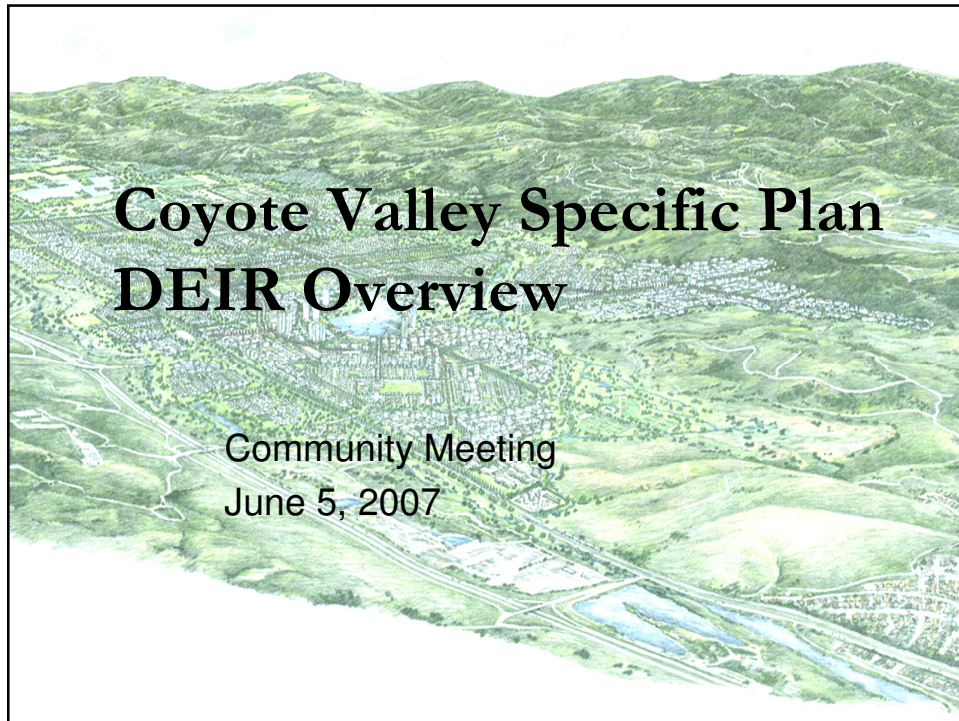 Coyote Valley Specific Plan
DEIR Overview
Community Meeting
June 5, 2007